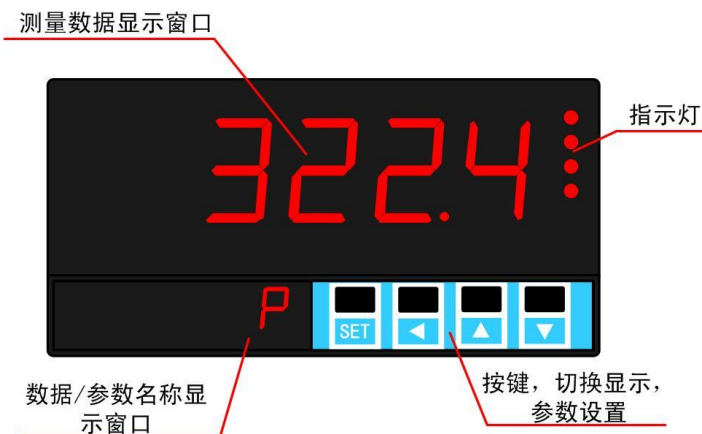 测量数据显示窗口
指示灯
322.4
P
SET
数据/参数名称显
示窗口
按键，切换显示，
参数设置